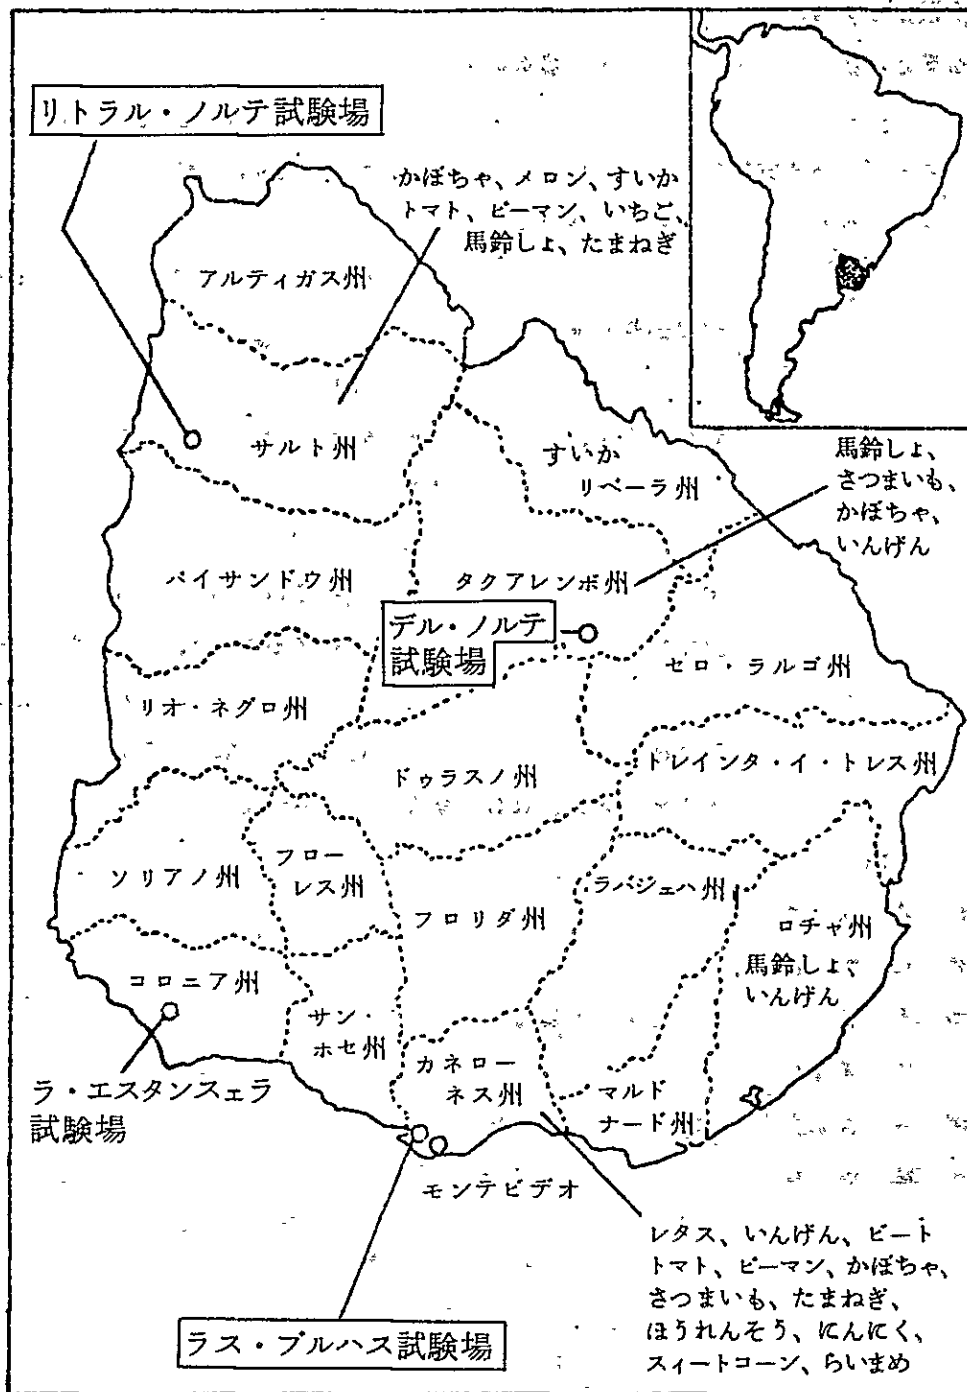 リトラル・ノルテ試験場
かぼちゃ、メロン、すいか
トマト、ピーマン、いちご、
馬鈴しょ、たまねぎ
アルティガス州
サルト州
すいか
リベーラ州
馬鈴しょ、
さつまいも、
かぼちゃ、
いんげん
パイサンドウ州
タクアレンボ州
デル・ノルテ
試験場
セロ・ラルゴ州
リオ・ネグロ州
ドゥラスノ州
トレインタ・イ・トレス州
ソリアノ州
フロー
レス州
フロリダ州
ラバジェハ州
ロチャ州
馬鈴しょ、
いんげん
コロニア州
サン・
ホセ州
カネロー
ネス州
マルド
ナード州
ラ・エスタンスェラ
試験場
モンテビデオ
レタス、いんげん、ビート
トマト、ピーマン、かぼちゃ、
さつまいも、たまねぎ、
ほうれんそう、にんにく、
スィートコーン、らいまめ
ラス・ブルハス試験場